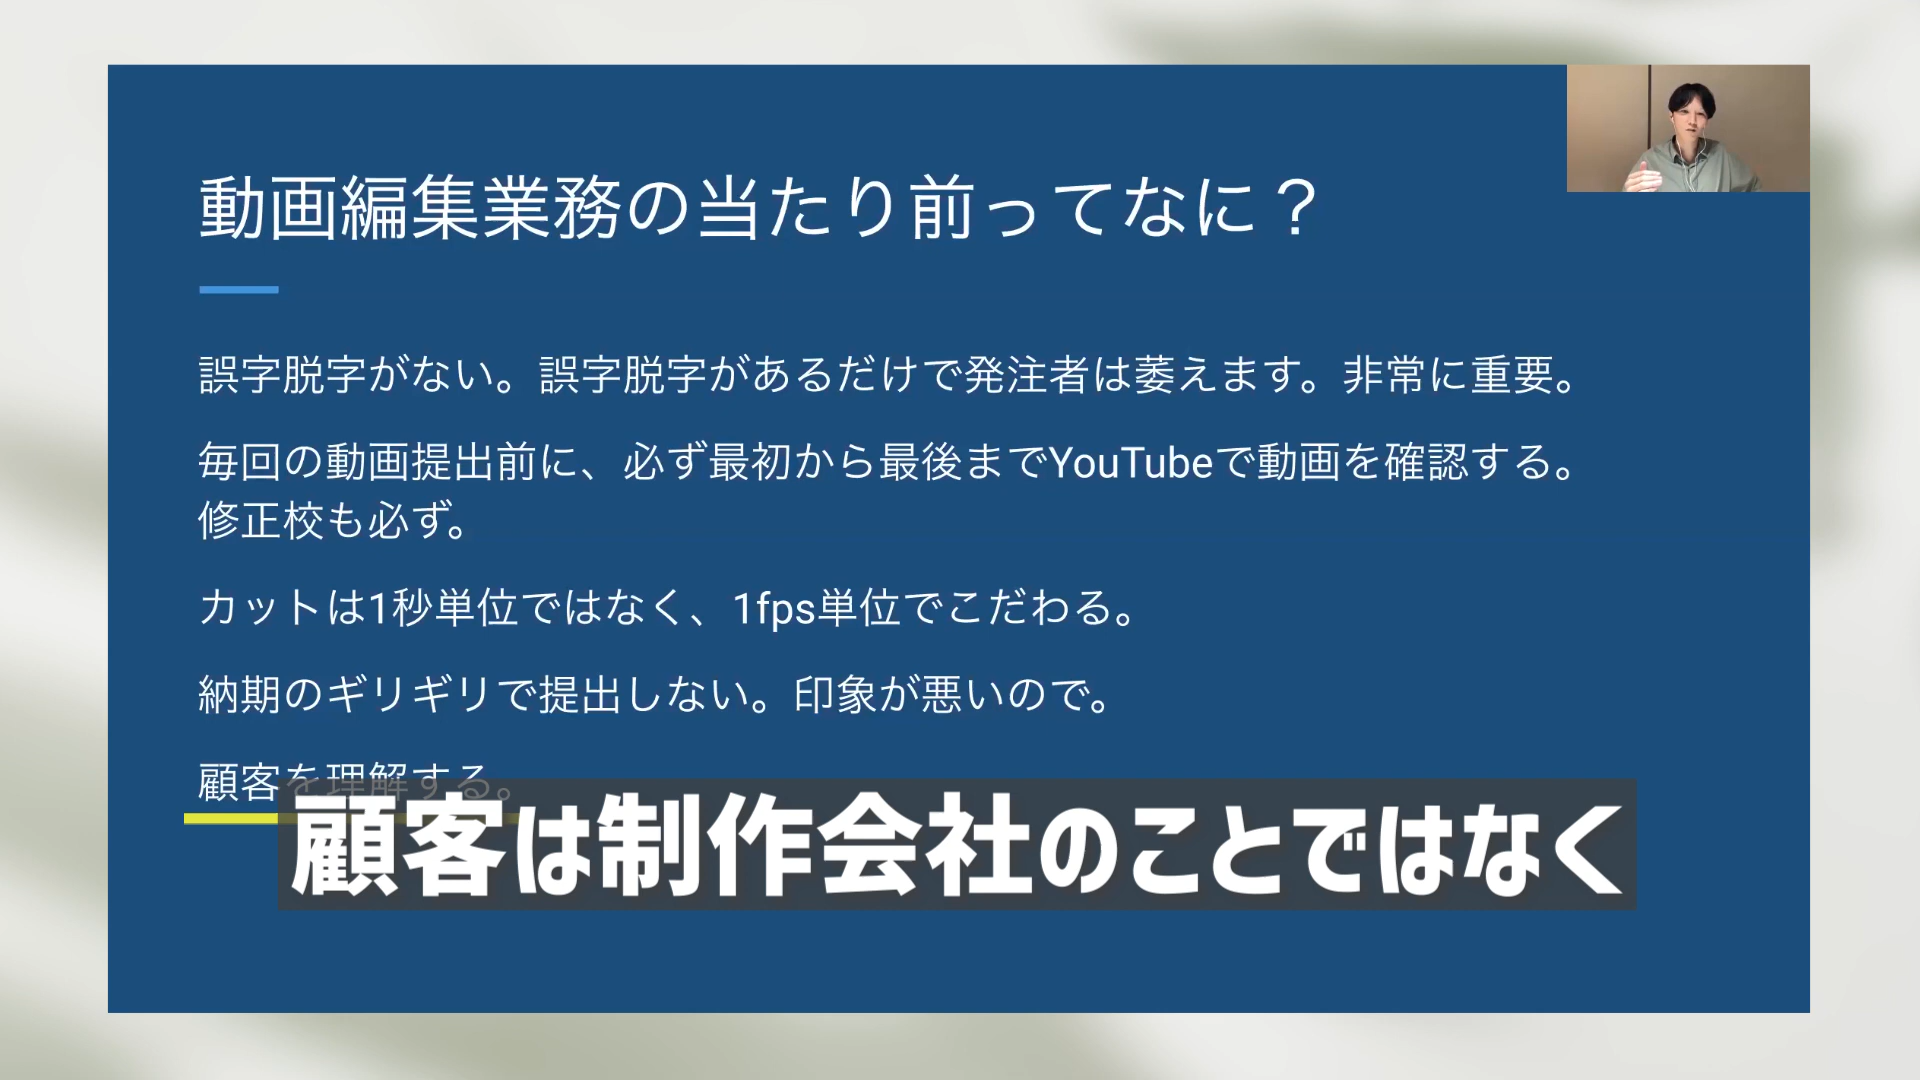 動画編集業務の当たり前ってなに？
誤字脱字がない。誤字脱字があるだけで発注者は萎えます。非常に重要。
毎回の動画提出前に、必ず最初から最後までYouTubeで動画を確認する。
修正校も必ず。
カットは1秒単位ではなく、1fps単位でこだわる。
納期のギリギリで提出しない。印象が悪いので。
顧客を理解する。
顧客は制作会社のことではなく